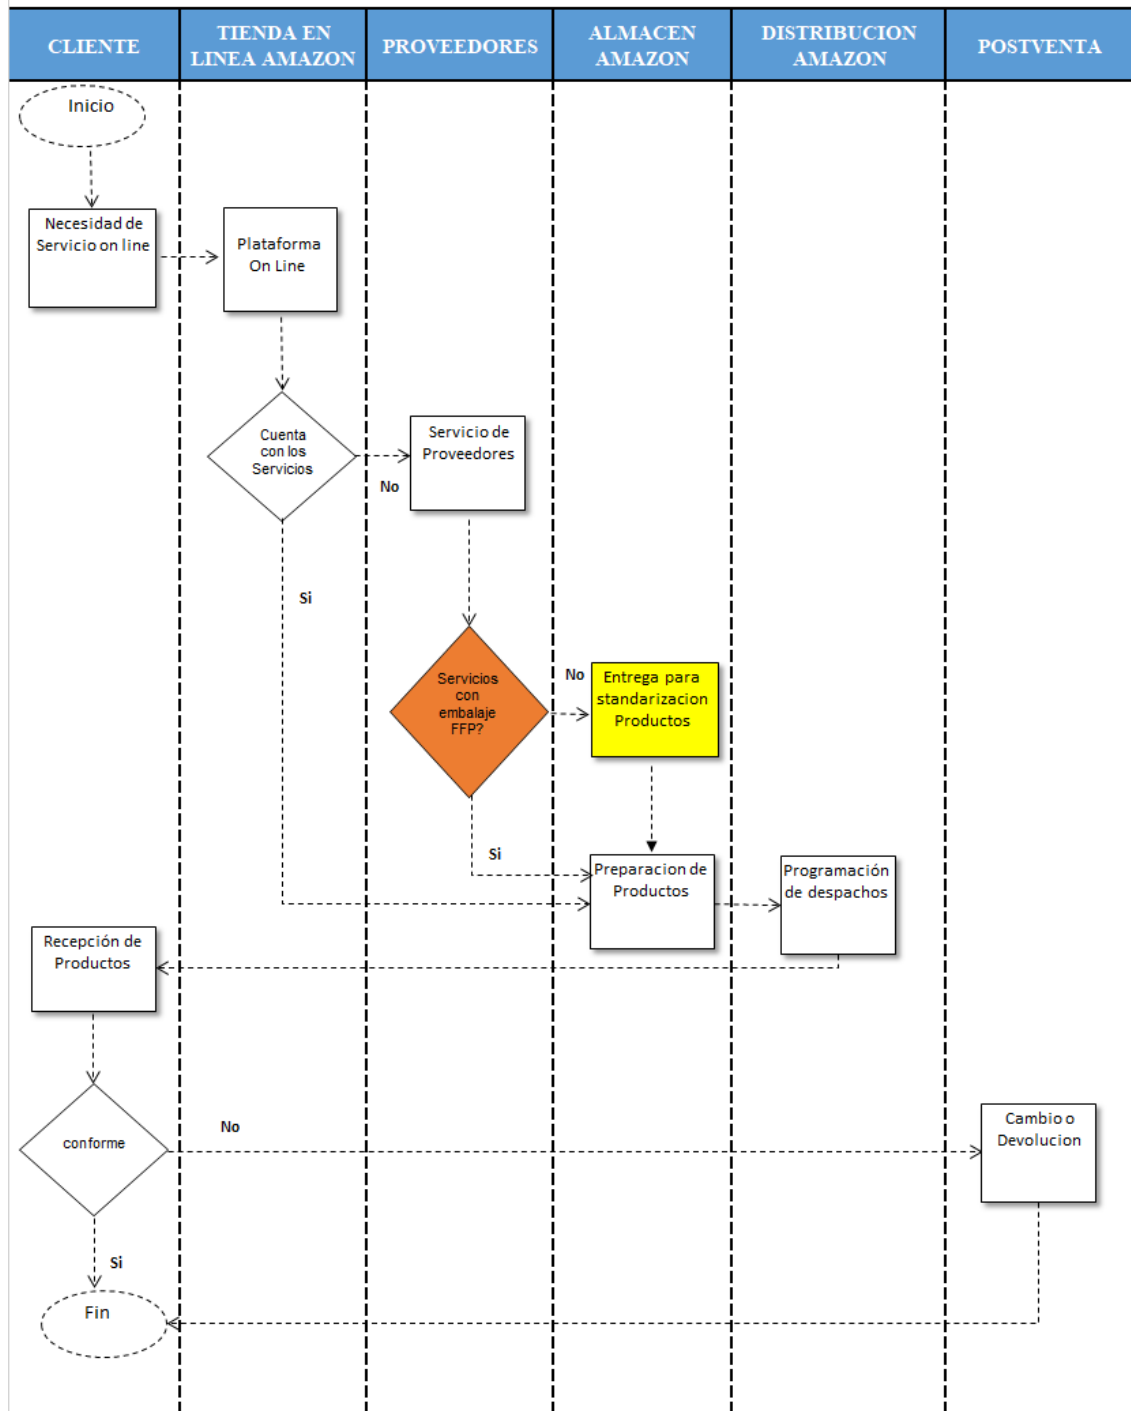 CLIENTE
TIENDA EN
LINEA AMAZON
PROVEEDORES
ALMACEN
AMAZON
DISTRIBUCION
AMAZON
POSTVENTA
Inicio
Necesidad de
Servicio on line
Plataforma
On Line
Cuenta
con los
Servicios
No
Servicio de
Proveedores
Si
Servicios
con
embalaje
FFP?
No
Entrega para
standarizacion
Productos
Si
Preparacion de
Productos
Programación
de despachos
Recepción de
Productos
conforme
No
Cambio o
Devolucion
Si
Fin